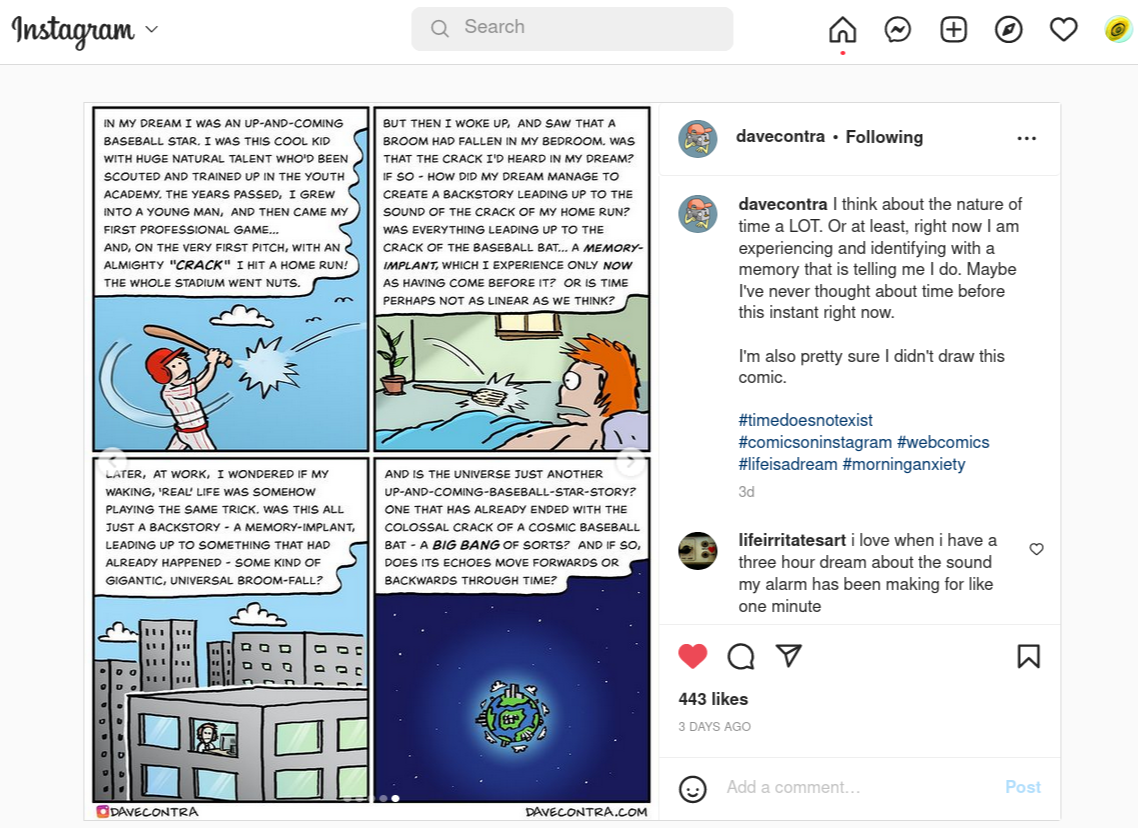 Instagram
Search
IN MY DREAM I WAS AN UP-AND-COMING
BASEBALL STAR. I WAS THIS COOL KID
WITH HUGE NATURAL TALENT WHO'D BEEN
SCOUTED AND TRAINED UP IN THE YOUTH
ACADEMY. THE YEARS PASSED, I GREW
INTO A YOUNG MAN, AND THEN CAME MY
FIRST PROFESSIONAL GAME...
AND, ON THE VERY FIRST PITCH, WITH AN
ALMIGHTY "CRACK" I HIT A HOME RUN!
THE WHOLE STADIUM WENT NUTS.
BUT THEN I WOKE UP, AND SAW THAT A
BROOM HAD FALLEN IN MY BEDROOM. WAS
THAT THE CRACK I'D HEARD IN MY DREAM?
IF SO - HOW DID MY DREAM MANAGE TO
CREATE A BACKSTORY LEADING UP TO THE
SOUND OF THE CRACK OF MY HOME RUN?
WAS EVERYTHING LEADING UP TO THE
CRACK OF THE BASEBALL BAT... A MEMORY-
IMPLANT, WHICH I EXPERIENCE ONLY NOW
AS HAVING COME BEFORE IT? OR IS TIME
PERHAPS NOT AS LINEAR AS WE THINK?
LATER, AT WORK, I WONDERED IF MY
WAKING, 'REAL' LIFE WAS SOMEHOW
PLAYING THE SAME TRICK. WAS THIS ALL
JUST A BACKSTORY - A MEMORY-IMPLANT,
LEADING UP TO SOMETHING THAT HAD
ALREADY HAPPENED - SOME KIND OF
GIGANTIC, UNIVERSAL BROOM-FALL?
AND IS THE UNIVERSE JUST ANOTHER
UP-AND-COMING-BASEBALL-STAR-STORY?
ONE THAT HAS ALREADY ENDED WITH THE
COLOSSAL CRACK OF A COSMIC BASEBALL
BAT - A BIG BANG OF SORTS? AND IF SO,
DOES ITS ECHOES MOVE FORWARDS OR
BACKWARDS THROUGH TIME?
DAVECONTRA
DAVECONTRA.COM
davecontra • Following
davecontra I think about the nature of
time a LOT. Or at least, right now I am
experiencing and identifying with a
memory that is telling me I do. Maybe
I've never thought about time before
this instant right now.
I'm also pretty sure I didn't draw this
comic.
#timedoesnotexist
#comicsoninstagram #webcomics
#lifeisadream #morninganxiety
3d
lifeirritatesart i love when i have a
three hour dream about the sound
my alarm has been making for like
one minute
443 likes
3 DAYS AGO
Add a comment...
Post